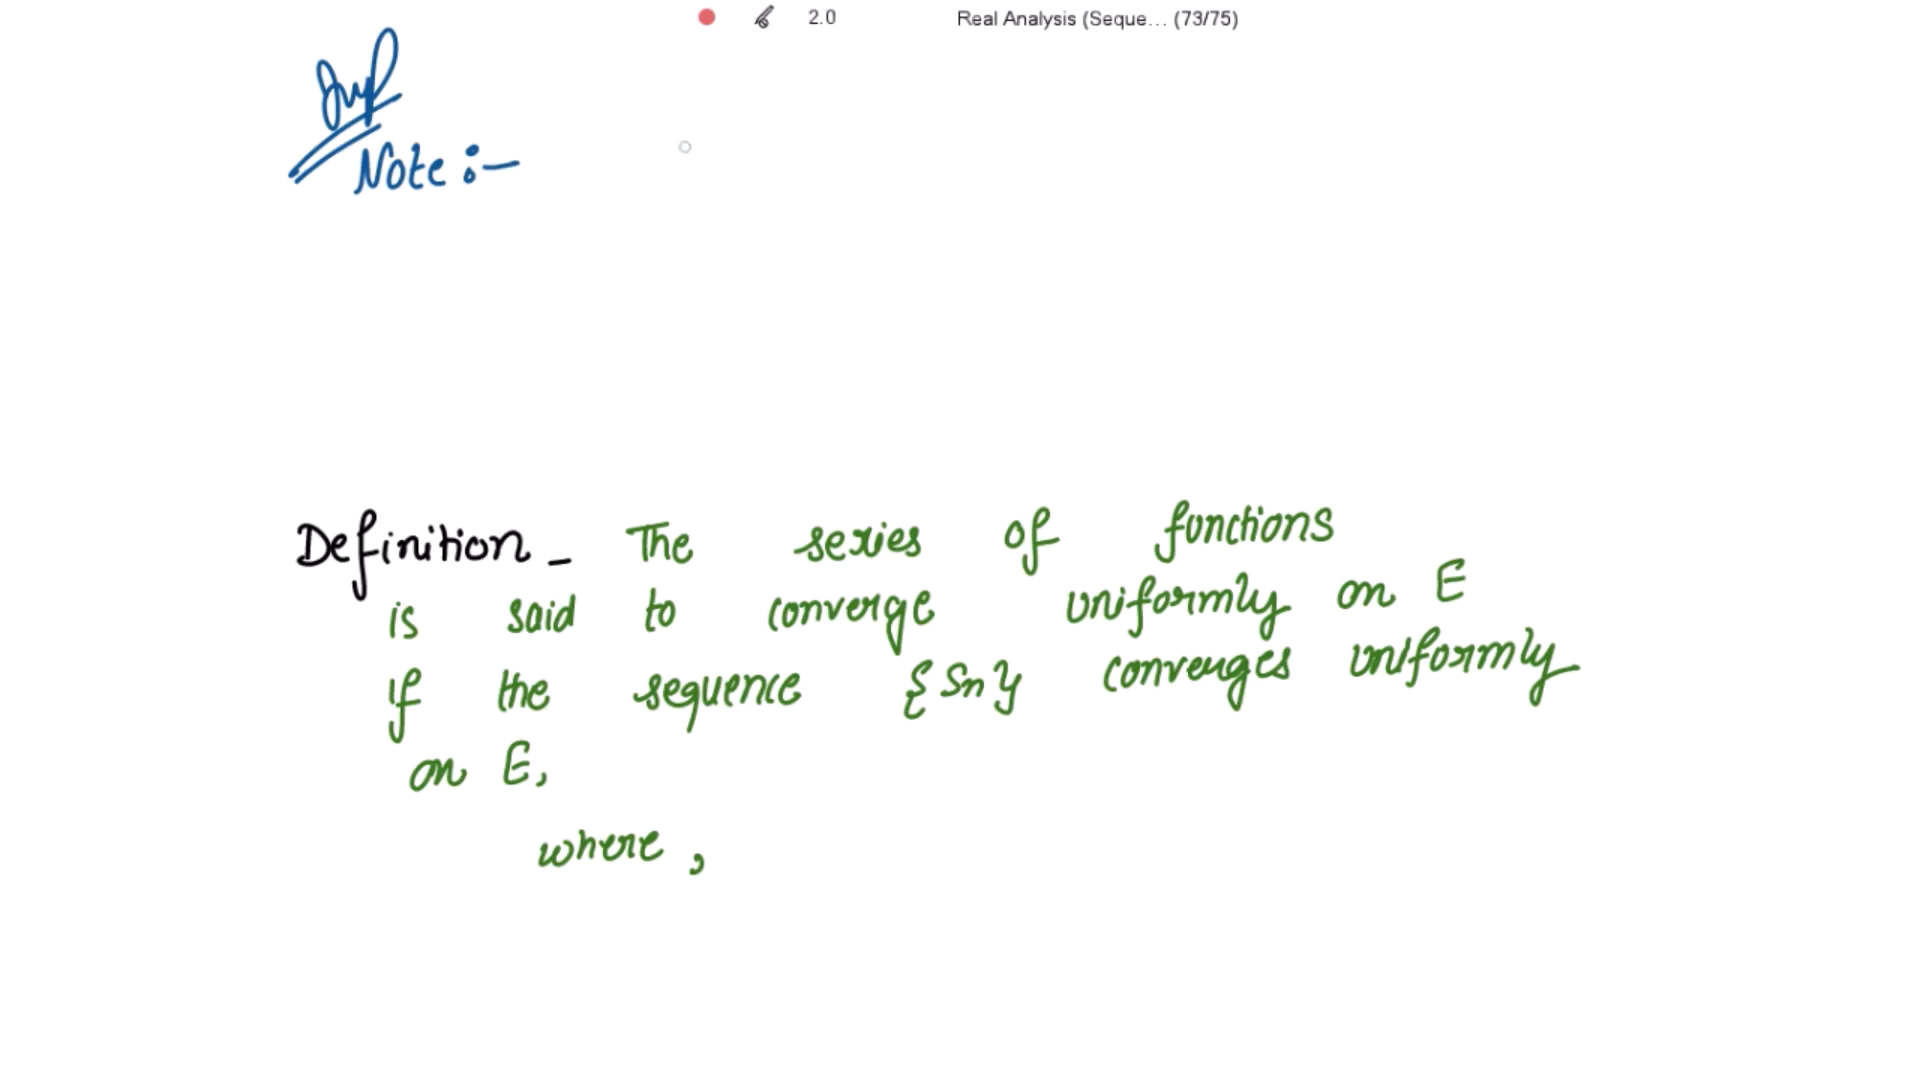 2.0 Real Analysis (Seque... (73/75)
Imp
Note :-
Definition - The series of functions
is said to converge uniformly on E
if the sequence {Sn} converges uniformly
on E,
where ,